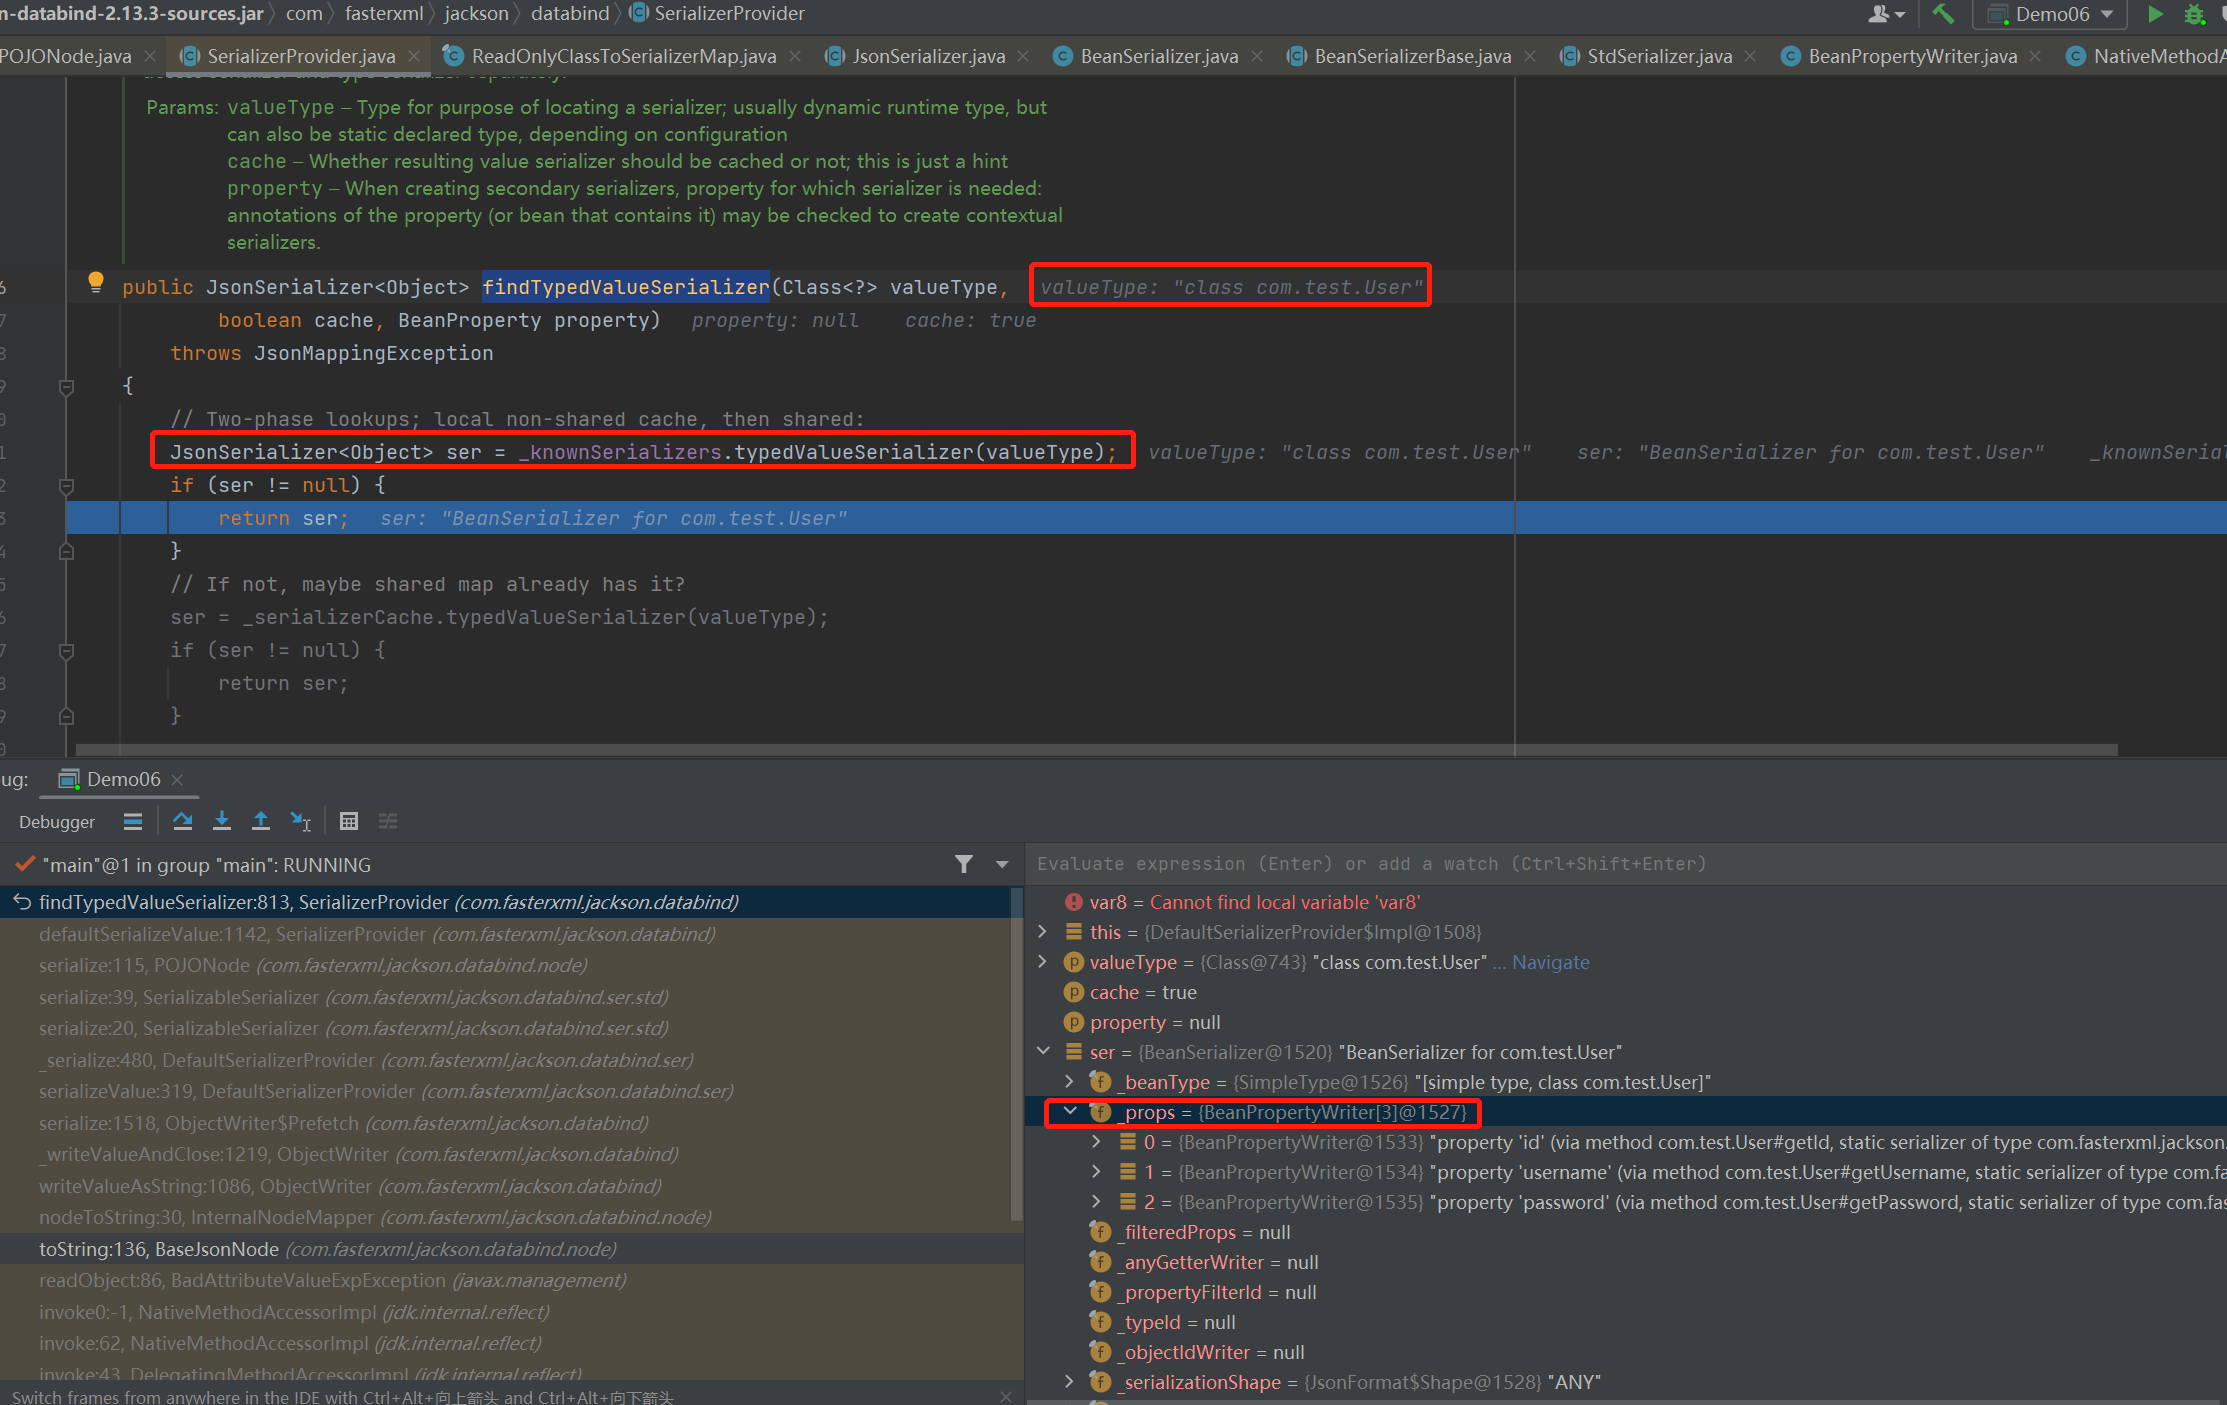 n-databind-2.13.3-sources.jar com fasterxml jackson databind SerializerProvider Demo06
POJONode.java SerializerProvider.java ReadOnlyClassToSerializerMap.java JsonSerializer.java BeanSerializer.java BeanSerializerBase.java StdSerializer.java BeanPropertyWriter.java NativeMethodA
Params: valueType – Type for purpose of locating a serializer; usually dynamic runtime type, but
can also be static declared type, depending on configuration
cache – Whether resulting value serializer should be cached or not; this is just a hint
property – When creating secondary serializers, property for which serializer is needed:
annotations of the property (or bean that contains it) may be checked to create contextual
serializers.
public JsonSerializer<Object> findTypedValueSerializer(Class<?> valueType, valueType: "class com.test.User"
boolean cache, BeanProperty property) property: null cache: true
throws JsonMappingException
{
// Two-phase lookups; local non-shared cache, then shared:
JsonSerializer<Object> ser = _knownSerializers.typedValueSerializer(valueType); valueType: "class com.test.User" ser: "BeanSerializer for com.test.User" _knownSerial
if (ser != null) {
return ser; ser: "BeanSerializer for com.test.User"
}
// If not, maybe shared map already has it?
ser = _serializerCache.typedValueSerializer(valueType);
if (ser != null) {
return ser;
}
ug: Demo06
Debugger
"main"@1 in group "main": RUNNING
findTypedValueSerializer:813, SerializerProvider (com.fasterxml.jackson.databind)
defaultSerializeValue:1142, SerializerProvider (com.fasterxml.jackson.databind)
serialize:115, POJONode (com.fasterxml.jackson.databind.node)
serialize:39, SerializableSerializer (com.fasterxml.jackson.databind.ser.std)
serialize:20, SerializableSerializer (com.fasterxml.jackson.databind.ser.std)
_serialize:480, DefaultSerializerProvider (com.fasterxml.jackson.databind.ser)
serializeValue:319, DefaultSerializerProvider (com.fasterxml.jackson.databind.ser)
serialize:1518, ObjectWriter$Prefetch (com.fasterxml.jackson.databind)
_writeValueAndClose:1219, ObjectWriter (com.fasterxml.jackson.databind)
writeValueAsString:1086, ObjectWriter (com.fasterxml.jackson.databind)
nodeToString:30, InternalNodeMapper (com.fasterxml.jackson.databind.node)
toString:136, BaseJsonNode (com.fasterxml.jackson.databind.node)
readObject:86, BadAttributeValueExpException (javax.management)
invoke0:-1, NativeMethodAccessorImpl (jdk.internal.reflect)
invoke:62, NativeMethodAccessorImpl (jdk.internal.reflect)
invoke:43, DelegatingMethodAccessorImpl (jdk.internal.reflect)
Switch frames from anywhere in the IDE with Ctrl+Alt+向上箭头 and Ctrl+Alt+向下箭头
Evaluate expression (Enter) or add a watch (Ctrl+Shift+Enter)
var8 = Cannot find local variable 'var8'
this = {DefaultSerializerProvider$Impl@1508}
valueType = {Class@743} "class com.test.User" ... Navigate
cache = true
property = null
ser = {BeanSerializer@1520} "BeanSerializer for com.test.User"
_beanType = {SimpleType@1526} "[simple type, class com.test.User]"
_props = {BeanPropertyWriter[3]@1527}
0 = {BeanPropertyWriter@1533} "property 'id' (via method com.test.User#getId, static serializer of type com.fasterxml.jackson.
1 = {BeanPropertyWriter@1534} "property 'username' (via method com.test.User#getUsername, static serializer of type com.fa
2 = {BeanPropertyWriter@1535} "property 'password' (via method com.test.User#getPassword, static serializer of type com.fas
_filteredProps = null
_anyGetterWriter = null
_propertyFilterId = null
_typeId = null
_objectIdWriter = null
_serializationShape = {JsonFormat$Shape@1528} "ANY"